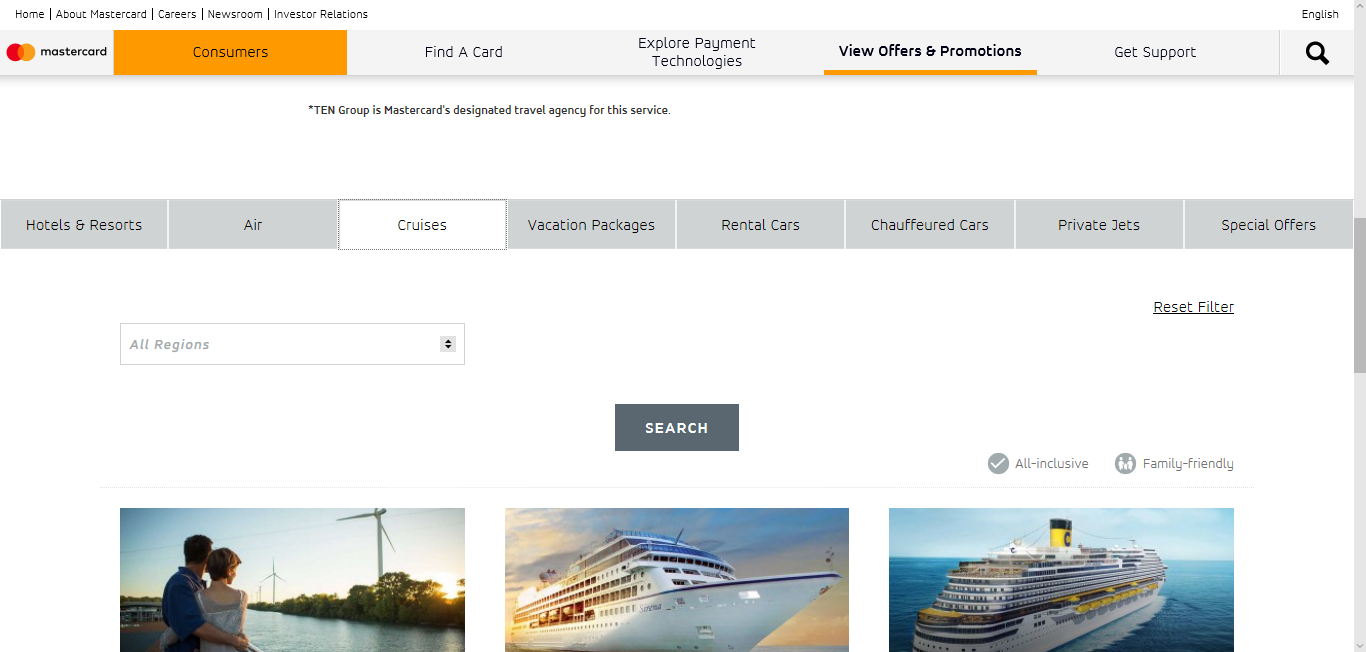 Home | About Mastercard | Careers | Newsroom | Investor Relations
English
mastercard
Consumers
Find A Card
Explore Payment
Technologies
View Offers & Promotions
Get Support
*TEN Group is Mastercard's designated travel agency for this service.
Hotels & Resorts
Air
Cruises
Vacation Packages
Rental Cars
Chauffeured Cars
Private Jets
Special Offers
Reset Filter
All Regions
SEARCH
All-inclusive
Family-friendly
Sirena
C